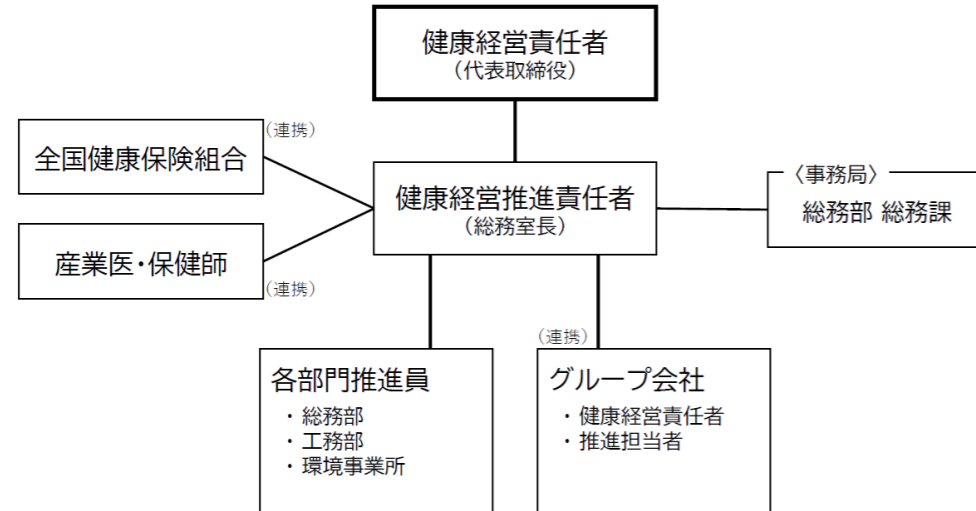 健康経営責任者
（代表取締役）
（連携）
全国健康保険組合
健康経営推進責任者
（総務室長）
〈事務局〉
総務部 総務課
産業医・保健師
（連携）
（連携）
各部門推進員
・ 総務部
・ 工務部
・ 環境事業所
グループ会社
・ 健康経営責任者
・ 推進担当者